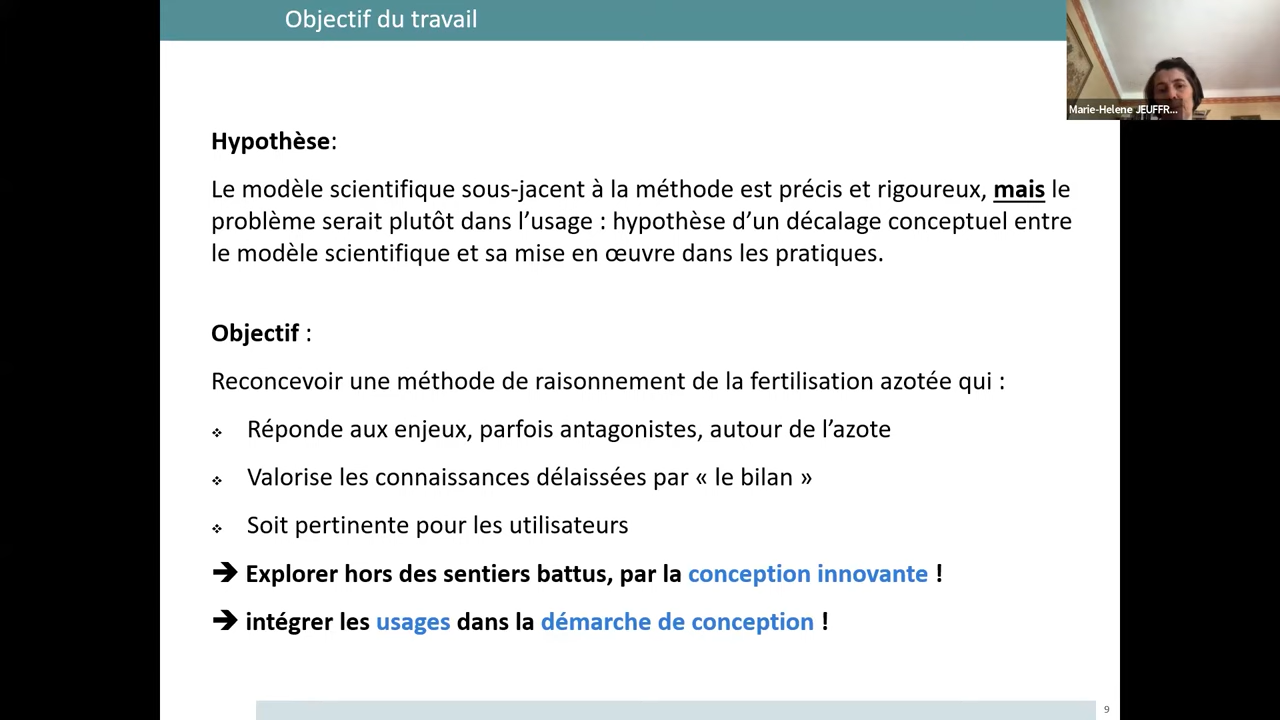 Objectif du travail
Marie-Helene JEUFFR...
Hypothèse:
Le modèle scientifique sous-jacent à la méthode est précis et rigoureux, mais le
problème serait plutôt dans l’usage : hypothèse d’un décalage conceptuel entre
le modèle scientifique et sa mise en œuvre dans les pratiques.
Objectif :
Reconcevoir une méthode de raisonnement de la fertilisation azotée qui :
❖ Réponde aux enjeux, parfois antagonistes, autour de l’azote
❖ Valorise les connaissances délaissées par « le bilan »
❖ Soit pertinente pour les utilisateurs
➔ Explorer hors des sentiers battus, par la conception innovante !
➔ intégrer les usages dans la démarche de conception !
9